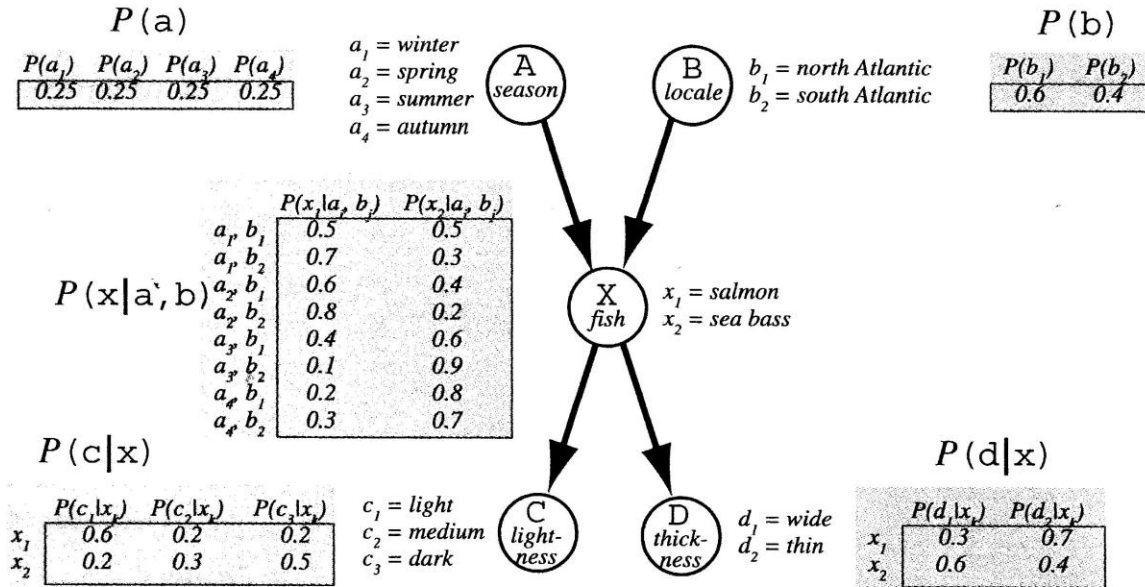 P(a)
P(a₁) P(a₂) P(a₃) P(a₄)
0.25 0.25 0.25 0.25
a₁ = winter
a₂ = spring
a₃ = summer
a₄ = autumn
A
season
B
locale
b₁ = north Atlantic
b₂ = south Atlantic
P(b)
P(b₁) P(b₂)
0.6 0.4
P(x|a,b)
P(x₁|aᵢ, bⱼ) P(x₂|aᵢ, bⱼ)
a₁, b₁ 0.5 0.5
a₁, b₂ 0.7 0.3
a₂, b₁ 0.6 0.4
a₂, b₂ 0.8 0.2
a₃, b₁ 0.4 0.6
a₃, b₂ 0.1 0.9
a₄, b₁ 0.2 0.8
a₄, b₂ 0.3 0.7
X
fish
x₁ = salmon
x₂ = sea bass
P(c|x)
P(c₁|xₖ) P(c₂|xₖ) P(c₃|xₖ)
x₁ 0.6 0.2 0.2
x₂ 0.2 0.3 0.5
c₁ = light
c₂ = medium
c₃ = dark
C
light-
ness
D
thick-
ness
d₁ = wide
d₂ = thin
P(d|x)
P(d₁|xₖ) P(d₂|xₖ)
x₁ 0.3 0.7
x₂ 0.6 0.4